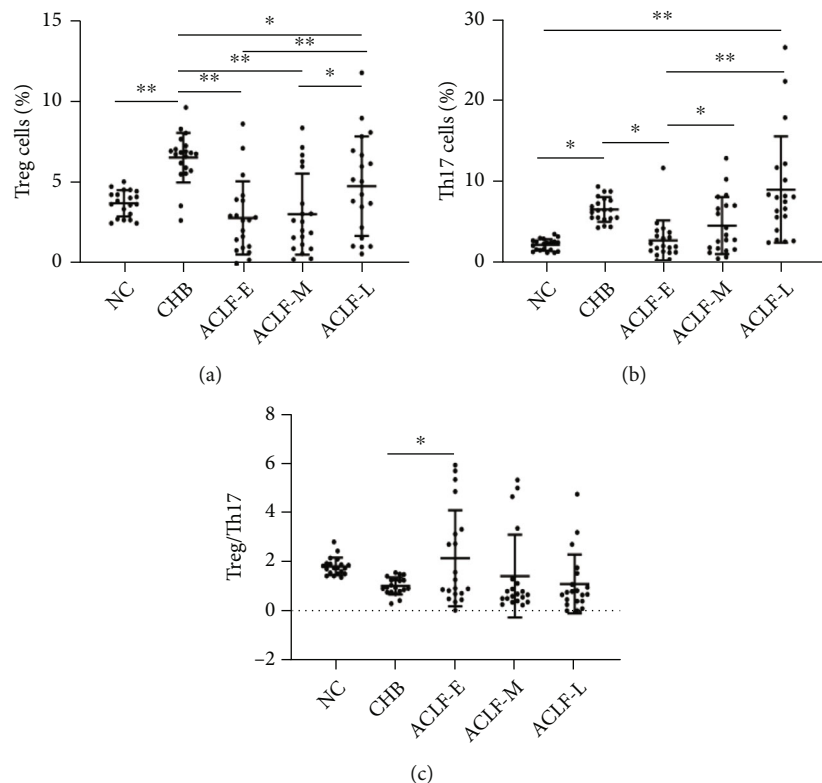 15
10
5
0
Treg cells (%)
*
**
**
**
**
*
NC
CHB
ACLF-E
ACLF-M
ACLF-L
(a)
30
20
10
0
Th17 cells (%)
**
**
*
*
*
NC
CHB
ACLF-E
ACLF-M
ACLF-L
(b)
8
6
4
2
0
−2
Treg/Th17
*
NC
CHB
ACLF-E
ACLF-M
ACLF-L
(c)